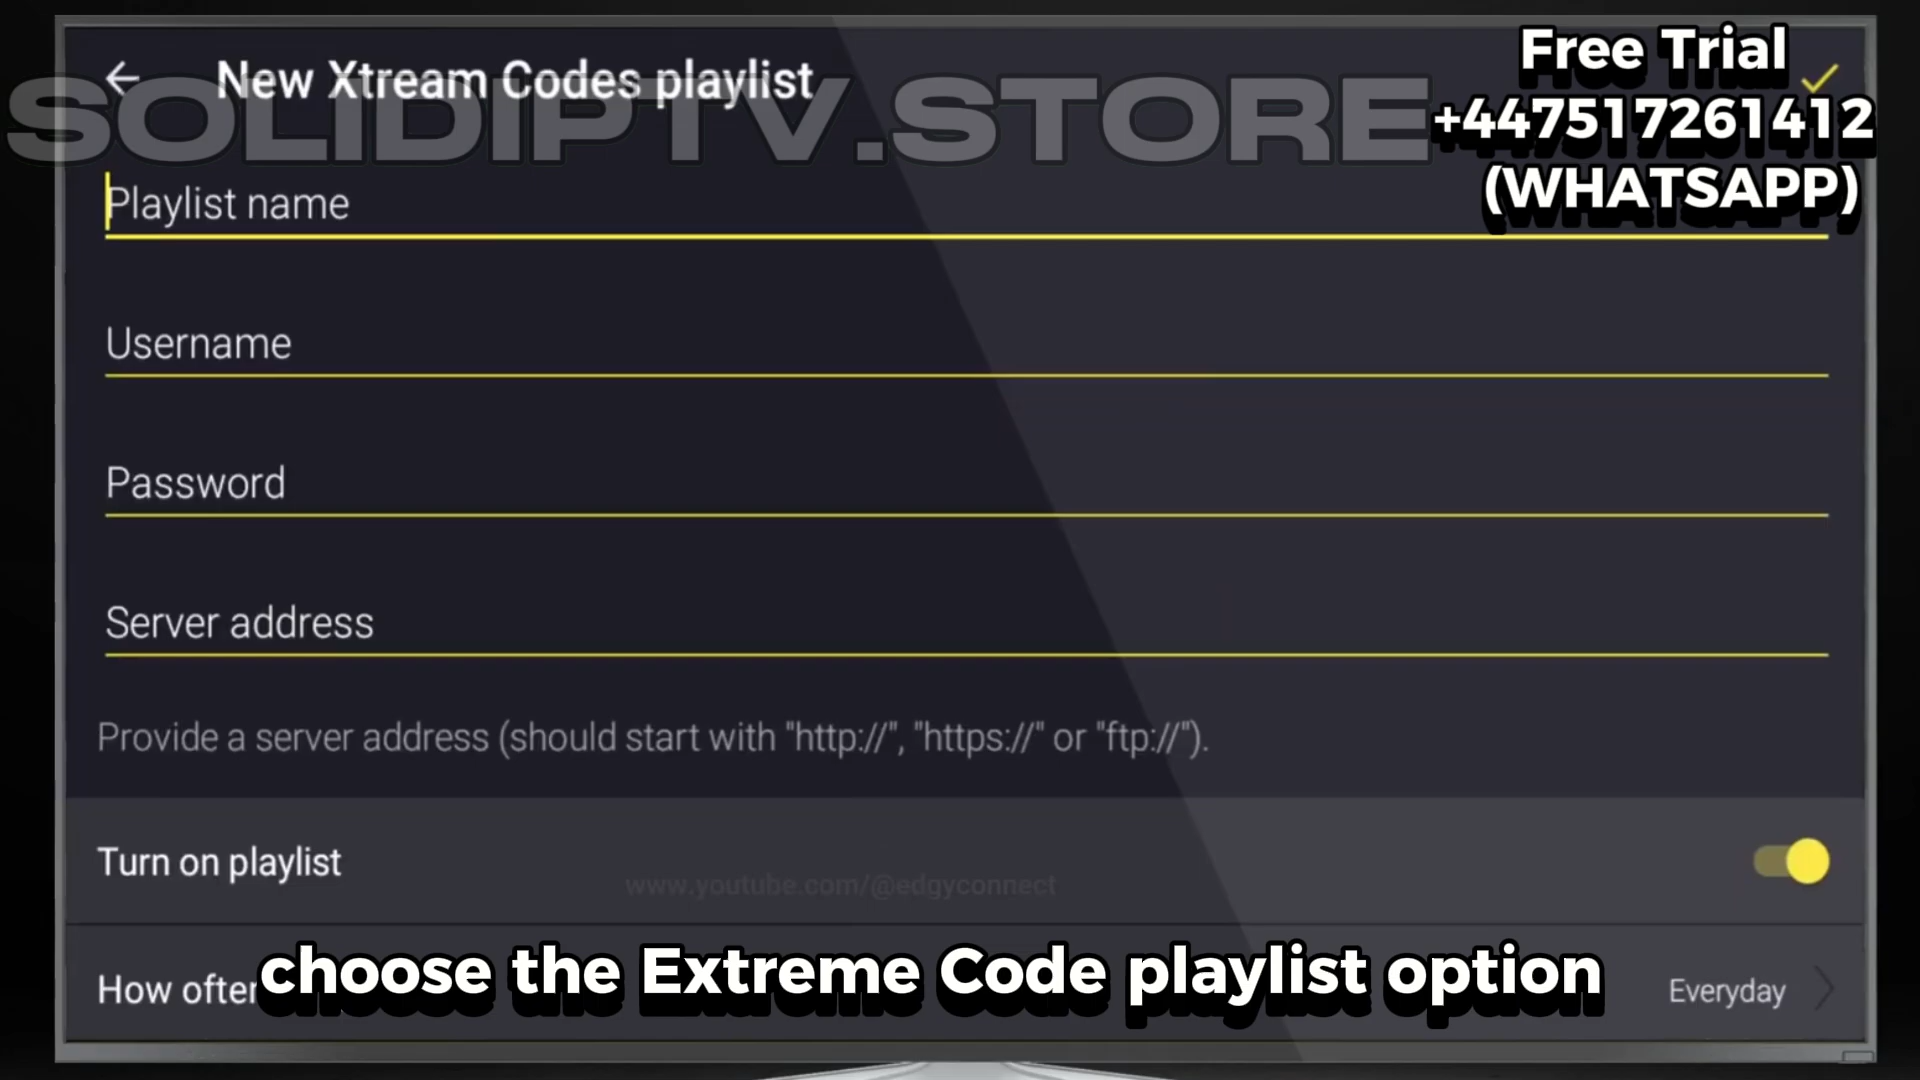 New Xtream Codes playlist
SOLIDIPTV.STORE
Free Trial
+447517261412
(WHATSAPP)
Playlist name
Username
Password
Server address
Provide a server address (should start with "http://", "https://" or "ftp://").
Turn on playlist
www.youtube.com/@edgyconnect
How often
choose the Extreme Code playlist option
Everyday